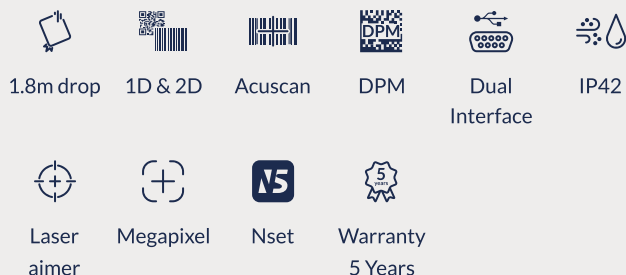 DPM
1.8m drop
1D & 2D
Acuscan
DPM
Dual
Interface
IP42
N5
5
years
Laser
aimer
Megapixel
Nset
Warranty
5 Years